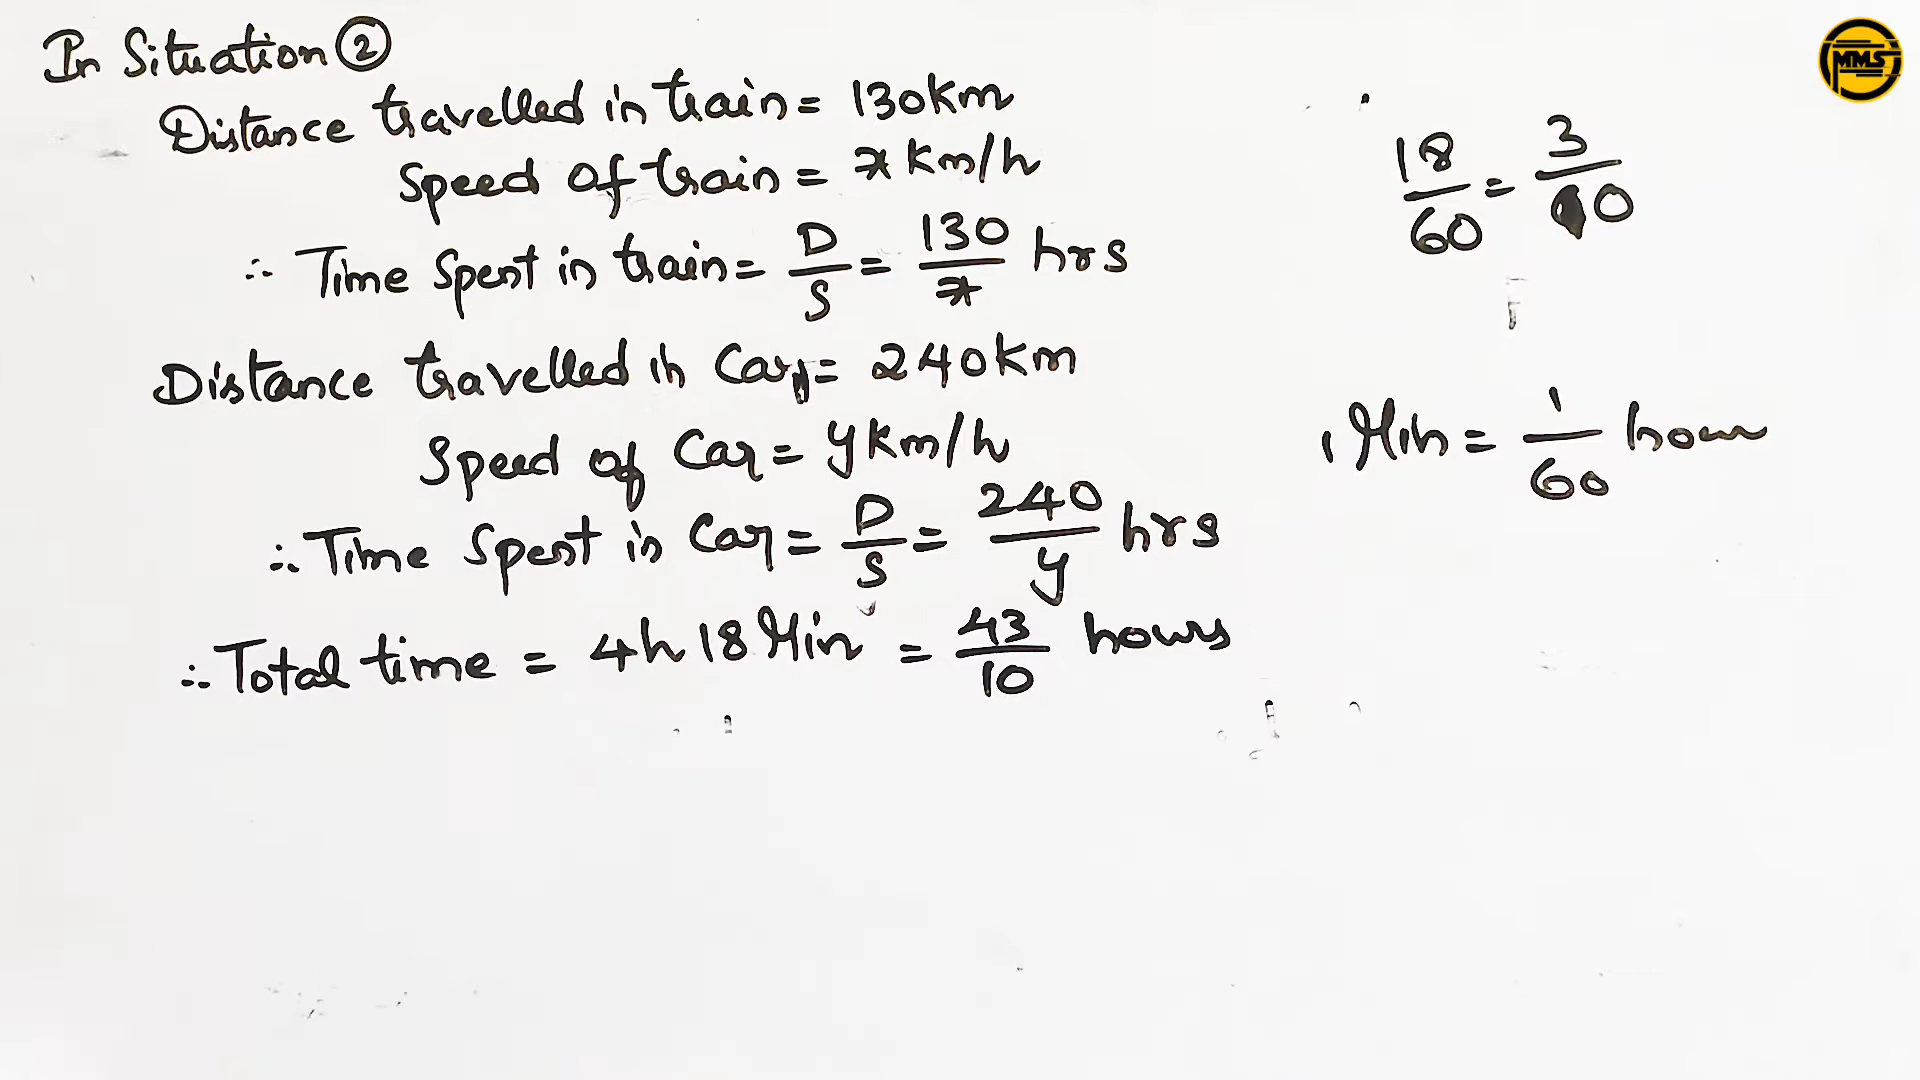 In Situation ②
Distance travelled in train = 130km
Speed of train = x km/h
∴ Time Spent in train = D/S = 130/x hrs
Distance travelled in Car = 240km
Speed of Car = y km/h
∴ Time Spent in Car = D/S = 240/y hrs
∴ Total time = 4h 18 Min = 43/10 hours
18/60 = 3/10
1 Min = 1/60 hour
MMS